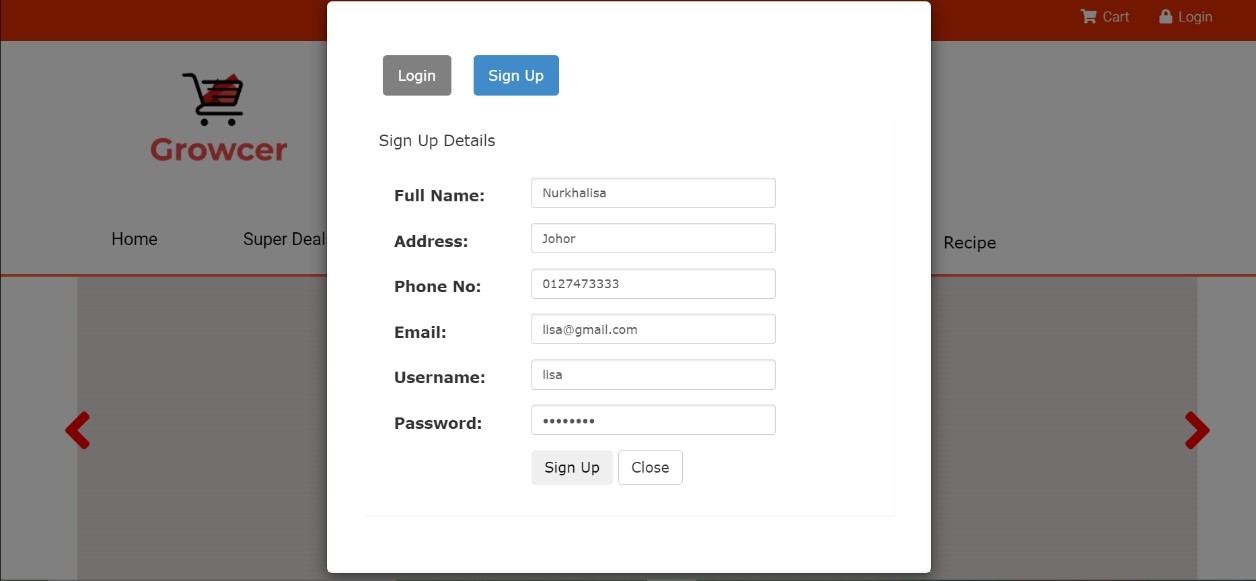 Cart Login
Login Sign Up
Growcer
Sign Up Details
Full Name: Nurkhalisa
Address: Johor
Phone No: 0127473333
Email: lisa@gmail.com
Username: lisa
Password: ••••••••
Home Super Deal Recipe
Sign Up Close